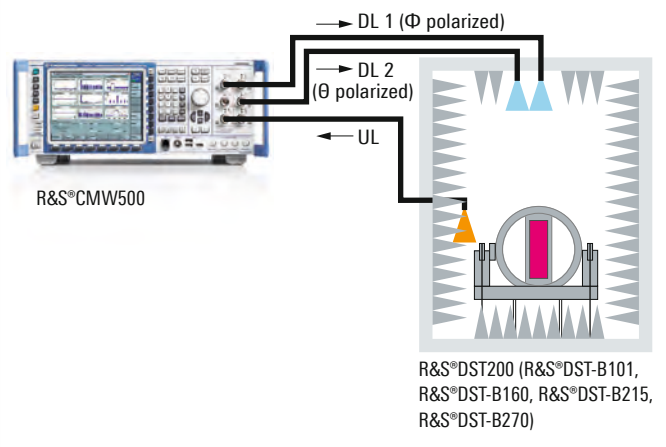 DL 1 (Φ polarized)
DL 2
(θ polarized)
UL
R&S®CMW500
R&S®DST200 (R&S®DST-B101,
R&S®DST-B160, R&S®DST-B215,
R&S®DST-B270)